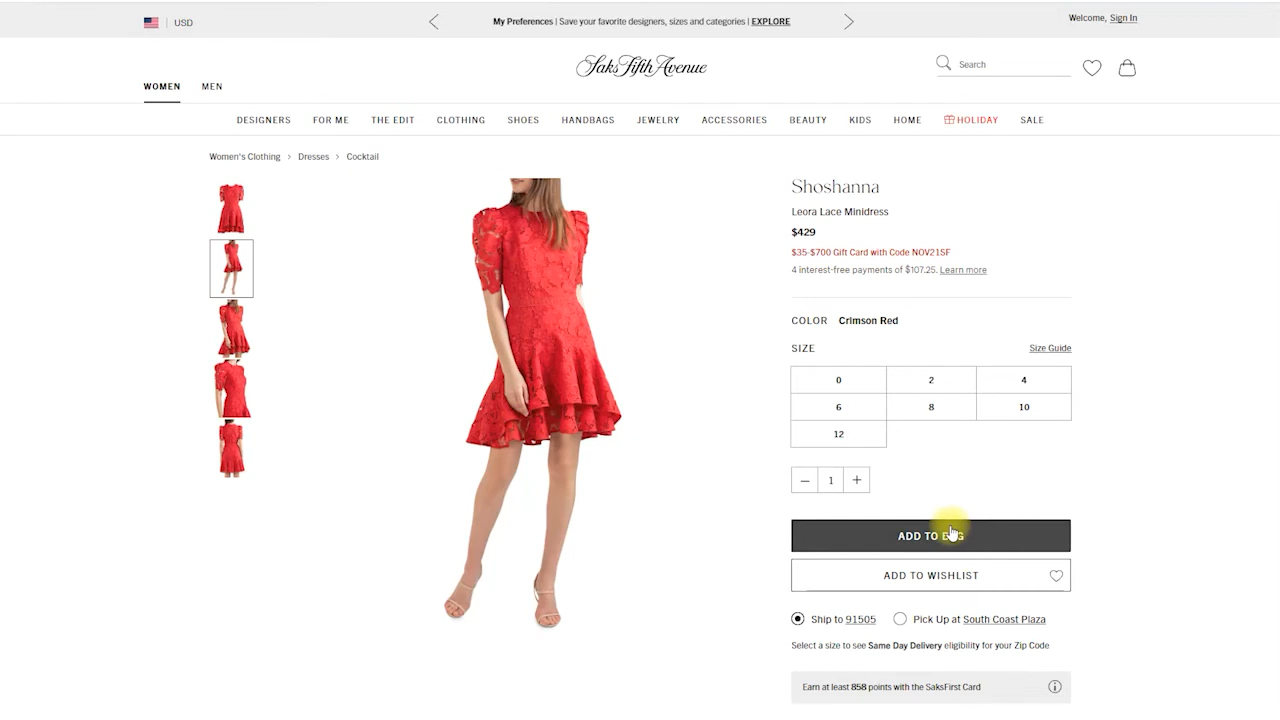 USD
My Preferences | Save your favorite designers, sizes and categories | EXPLORE
Welcome, Sign In
Saks Fifth Avenue
Search
WOMEN MEN
DESIGNERS FOR ME THE EDIT CLOTHING SHOES HANDBAGS JEWELRY ACCESSORIES BEAUTY KIDS HOME HOLIDAY SALE
Women's Clothing > Dresses > Cocktail
Shoshanna
Leora Lace Minidress
$429
$35-$700 Gift Card with Code NOV21SF
4 interest-free payments of $107.25. Learn more
COLOR Crimson Red
SIZE Size Guide
0 2 4
6 8 10
12
– 1 +
ADD TO BAG
ADD TO WISHLIST
Ship to 91505 Pick Up at South Coast Plaza
Select a size to see Same Day Delivery eligibility for your Zip Code
Earn at least 858 points with the SaksFirst Card